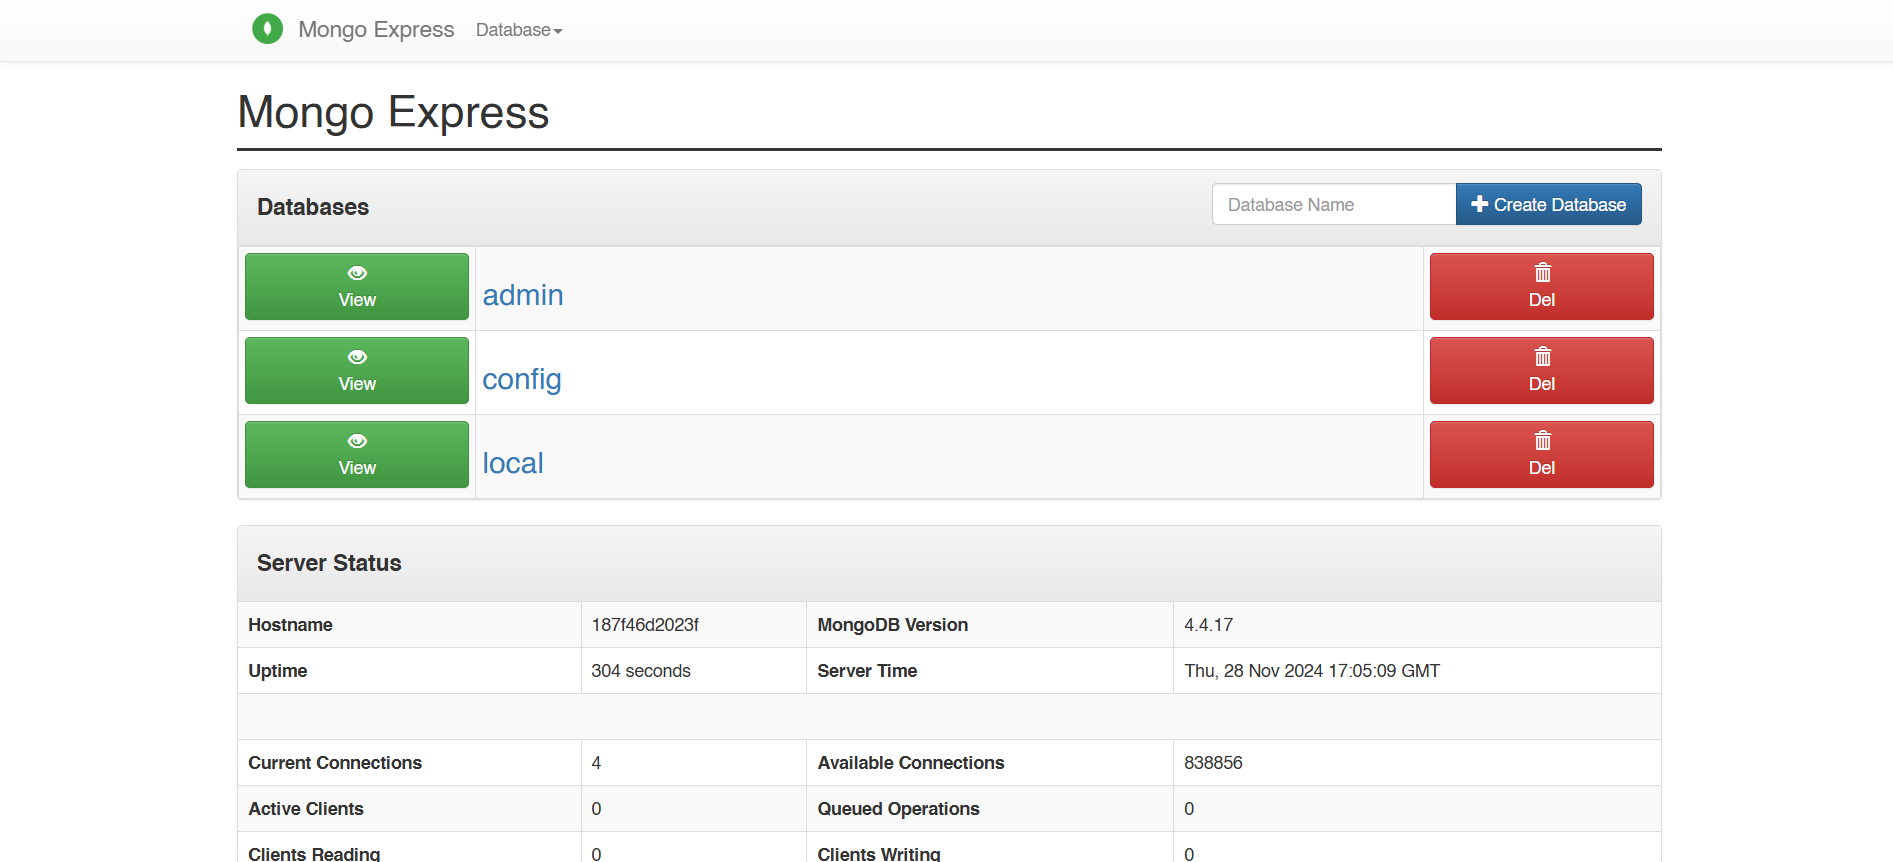 Mongo Express Database
Mongo Express
Databases Database Name Create Database
View admin Del
View config Del
View local Del
Server Status
Hostname 187f46d2023f MongoDB Version 4.4.17
Uptime 304 seconds Server Time Thu, 28 Nov 2024 17:05:09 GMT
Current Connections 4 Available Connections 838856
Active Clients 0 Queued Operations 0
Clients Reading 0 Clients Writing 0